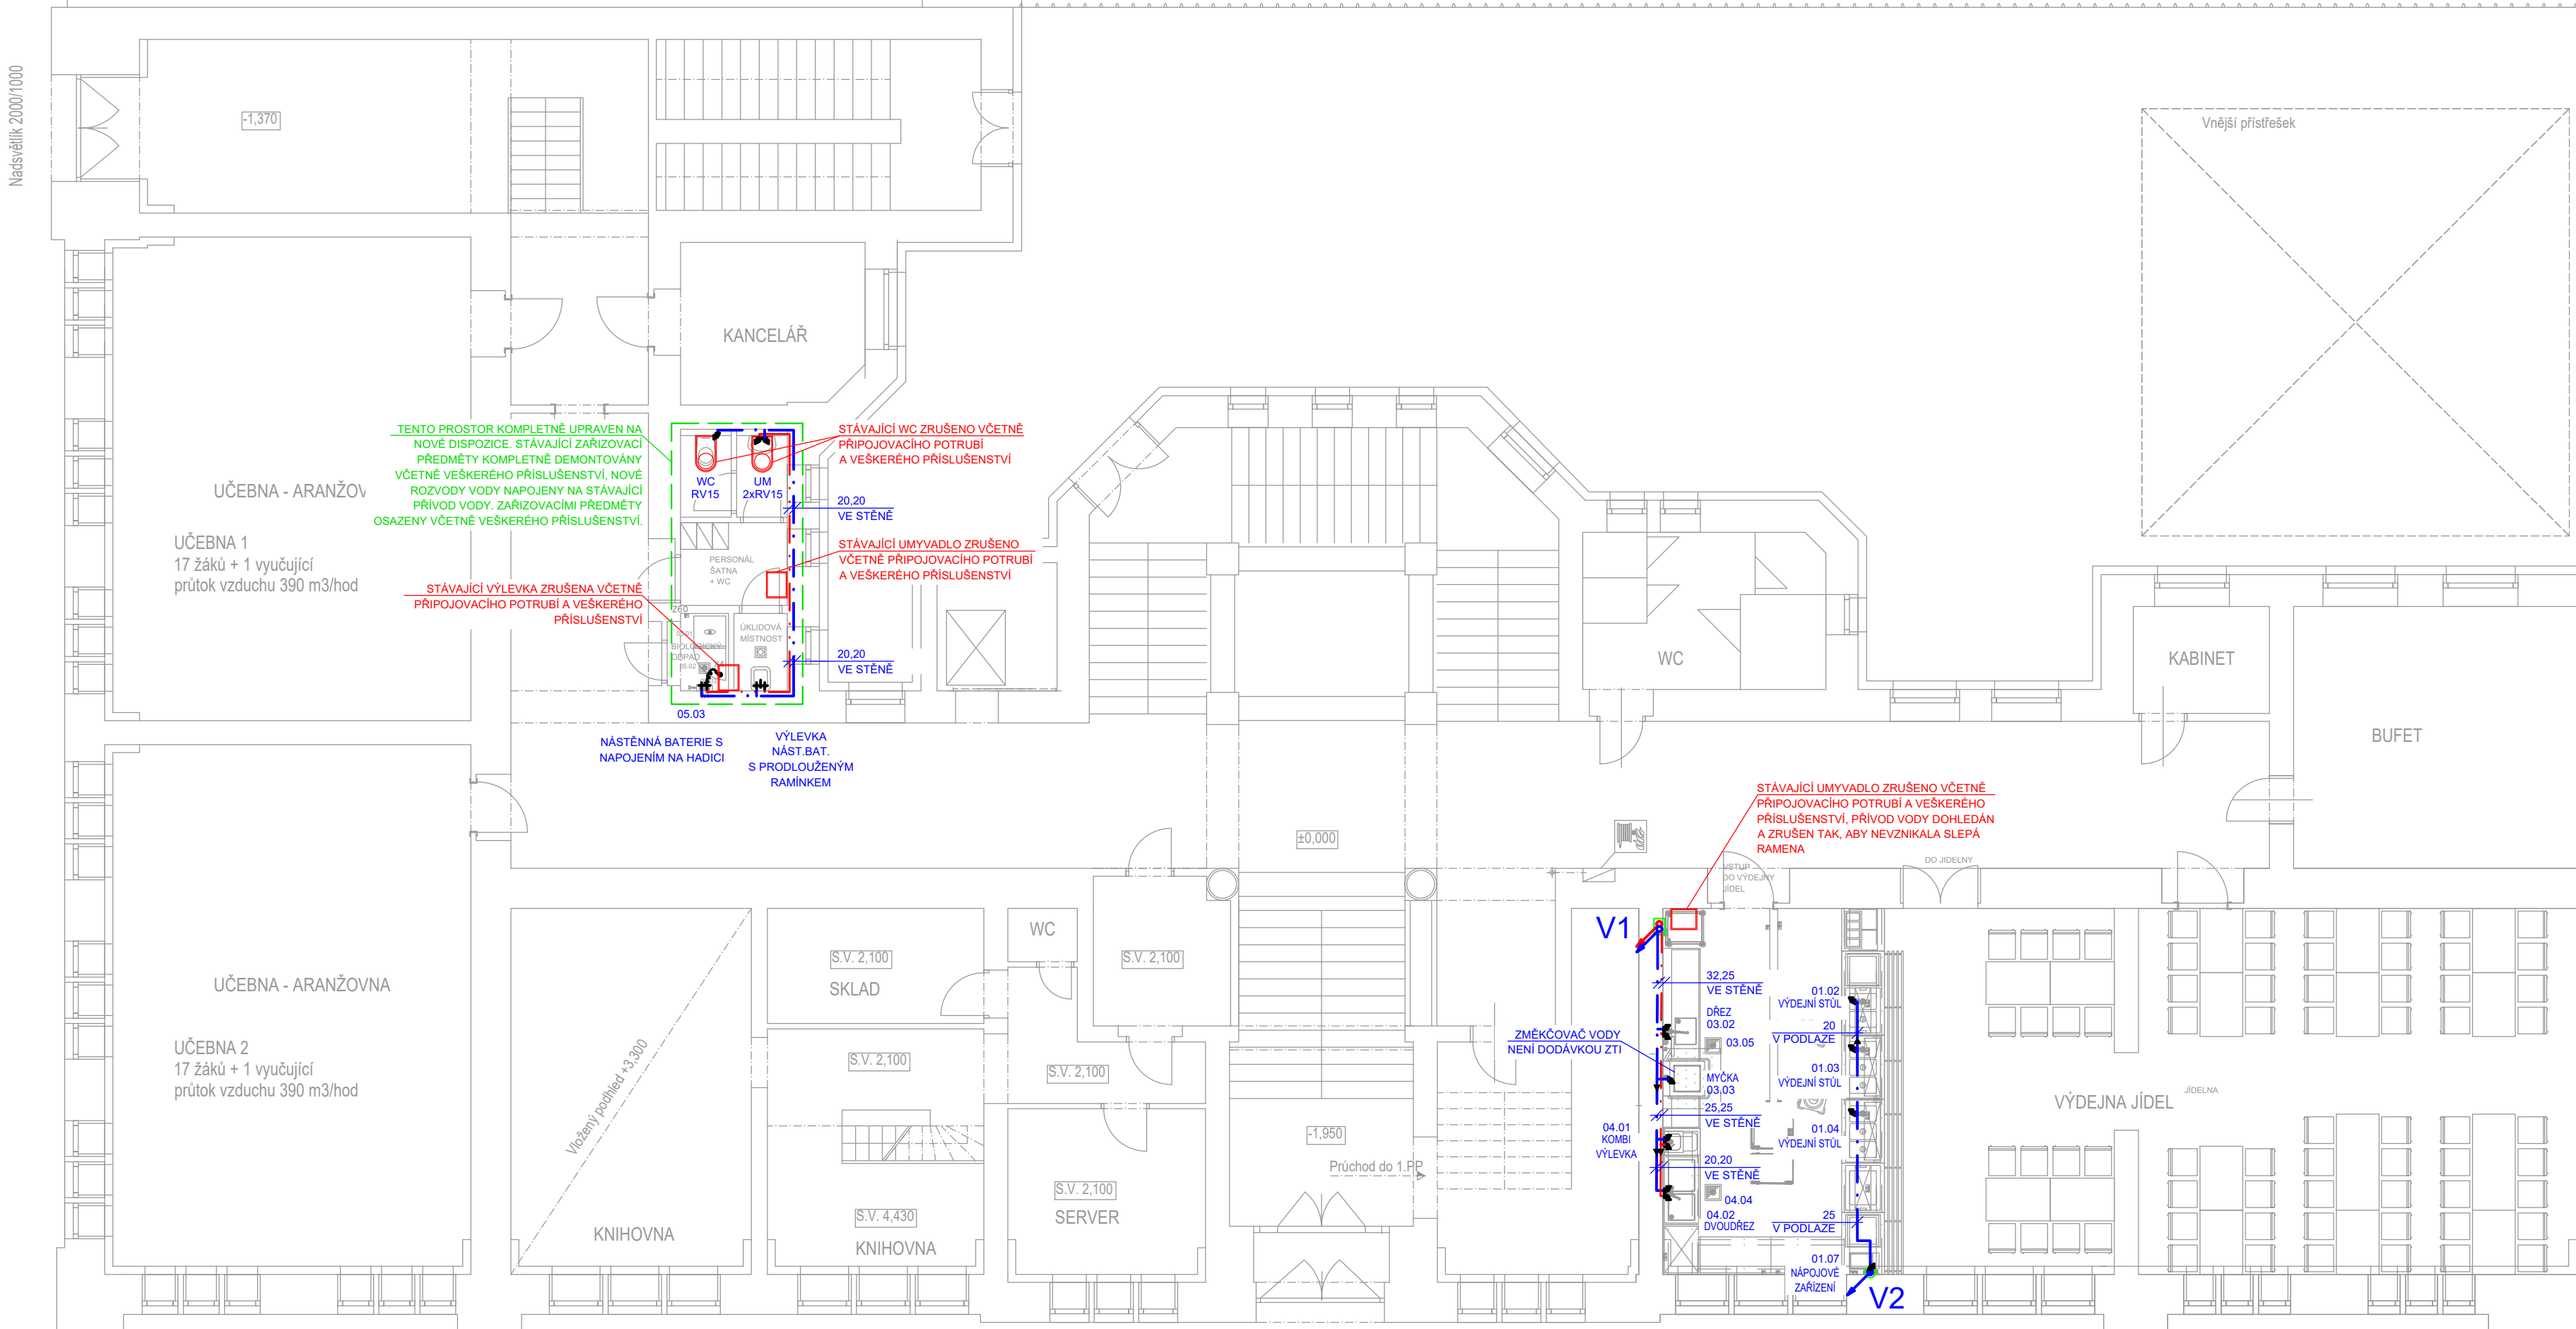 Nadsvětlík 2000/1000
-1,370
Vnější přístřešek
KANCELÁŘ
TENTO PROSTOR KOMPLETNĚ UPRAVEN NA
NOVÉ DISPOZICE. STÁVAJÍCÍ ZAŘIZOVACÍ
PŘEDMĚTY KOMPLETNĚ DEMONTOVÁNY
VČETNĚ VEŠKERÉHO PŘÍSLUŠENSTVÍ, NOVÉ
ROZVODY VODY NAPOJENY NA STÁVAJÍCÍ
PŘÍVOD VODY. ZAŘIZOVACÍMI PŘEDMĚTY
OSAZENY VČETNĚ VEŠKERÉHO PŘÍSLUŠENSTVÍ.
STÁVAJÍCÍ WC ZRUŠENO VČETNĚ
PŘIPOJOVACÍHO POTRUBÍ
A VEŠKERÉHO PŘÍSLUŠENSTVÍ
WC
RV15
UM
2xRV15
20,20
VE STĚNĚ
UČEBNA - ARANŽOV
UČEBNA 1
17 žáků + 1 vyučující
průtok vzduchu 390 m3/hod
STÁVAJÍCÍ UMYVADLO ZRUŠENO
VČETNĚ PŘIPOJOVACÍHO POTRUBÍ
A VEŠKERÉHO PŘÍSLUŠENSTVÍ
PERSONÁL
ŠATNA
+ WC
STÁVAJÍCÍ VÝLEVKA ZRUŠENA VČETNĚ
PŘIPOJOVACÍHO POTRUBÍ A VEŠKERÉHO
PŘÍSLUŠENSTVÍ
Z60
ÚKLIDOVÁ
MÍSTNOST
BIOLOGICKÝ
ODPAD
05.02
20,20
VE STĚNĚ
05.03
NÁSTĚNNÁ BATERIE S
NAPOJENÍM NA HADICI
VÝLEVKA
NÁST.BAT.
S PRODLOUŽENÝM
RAMÍNKEM
WC
KABINET
BUFET
±0,000
STÁVAJÍCÍ UMYVADLO ZRUŠENO VČETNĚ
PŘIPOJOVACÍHO POTRUBÍ A VEŠKERÉHO
PŘÍSLUŠENSTVÍ, PŘÍVOD VODY DOHLEDÁN
A ZRUŠEN TAK, ABY NEVZNIKALA SLEPÁ
RAMENA
VSTUP
DO VÝDEJNY
JÍDEL
DO JIDELNY
UČEBNA - ARANŽOVNA
UČEBNA 2
17 žáků + 1 vyučující
průtok vzduchu 390 m3/hod
Vložený podhled +3,300
KNIHOVNA
S.V. 2,100
SKLAD
S.V. 2,100
S.V. 4,430
KNIHOVNA
WC
S.V. 2,100
S.V. 2,100
S.V. 2,100
SERVER
-1,950
Průchod do 1.PP
V1
32,25
VE STĚNĚ
DŘEZ
03.02
03.05
ZMĚKČOVAČ VODY
NENÍ DODÁVKOU ZTI
MYČKA
03.03
25,25
VE STĚNĚ
04.01
KOMBI
VÝLEVKA
20,20
VE STĚNĚ
04.04
04.02
DVOUDŘEZ
01.02
VÝDEJNÍ STŮL
20
V PODLAZE
01.03
VÝDEJNÍ STŮL
01.04
VÝDEJNÍ STŮL
25
V PODLAZE
01.07
NÁPOJOVÉ
ZAŘÍZENÍ
V2
VÝDEJNA JÍDEL
JÍDELNA